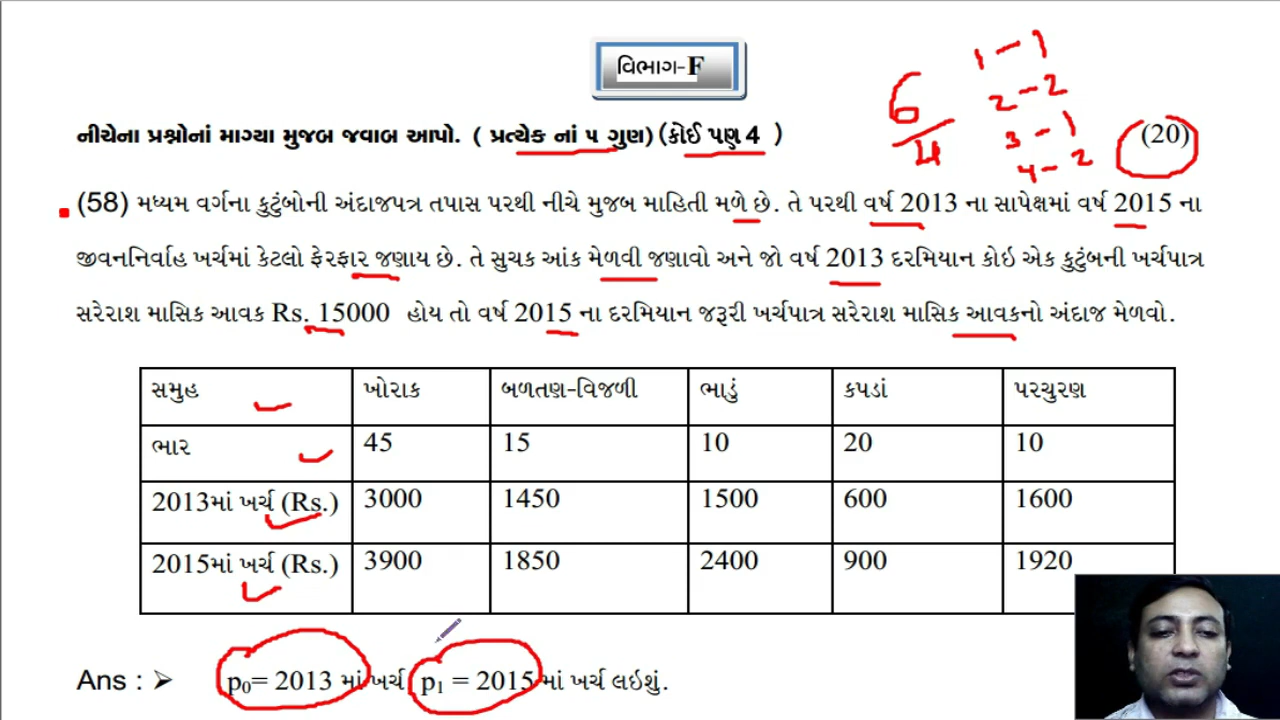 વિભાગ-F
નીચેના પ્રશ્નોનાં માગ્યા મુજબ જવાબ આપો. ( પ્રત્યેક નાં ૫ ગુણ) (કોઈ પણ 4 ) (20)
6/4
1 - 1
2 - 2
3 - 1
4 - 2
(58) મધ્યમ વર્ગના કુટુંબોની અંદાજપત્ર તપાસ પરથી નીચે મુજબ માહિતી મળે છે. તે પરથી વર્ષ 2013 ના સાપેક્ષમાં વર્ષ 2015 ના
જીવનનિર્વાહ ખર્ચમાં કેટલો ફેરફાર જણાય છે. તે સુચક આંક મેળવી જણાવો અને જો વર્ષ 2013 દરમિયાન કોઇ એક કુટુંબની ખર્ચપાત્ર
સરેરાશ માસિક આવક Rs. 15000 હોય તો વર્ષ 2015 ના દરમિયાન જરૂરી ખર્ચપાત્ર સરેરાશ માસિક આવકનો અંદાજ મેળવો.
સમુહ ખોરાક બળતણ-વિજળી ભાડું કપડાં પરચુરણ
ભાર 45 15 10 20 10
2013માં ખર્ચ (Rs.) 3000 1450 1500 600 1600
2015માં ખર્ચ (Rs.) 3900 1850 2400 900 1920
Ans : ➢ p₀= 2013 માં ખર્ચ p₁ = 2015 માં ખર્ચ લઇશું.